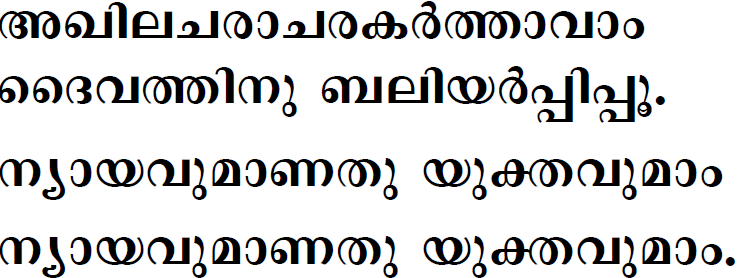 അഖിലചരാചരകർത്താവാം
ദൈവത്തിനു ബലിയർപ്പിപ്പൂ.
ന്യായവുമാണതു യുക്തവുമാം
ന്യായവുമാണതു യുക്തവുമാം.